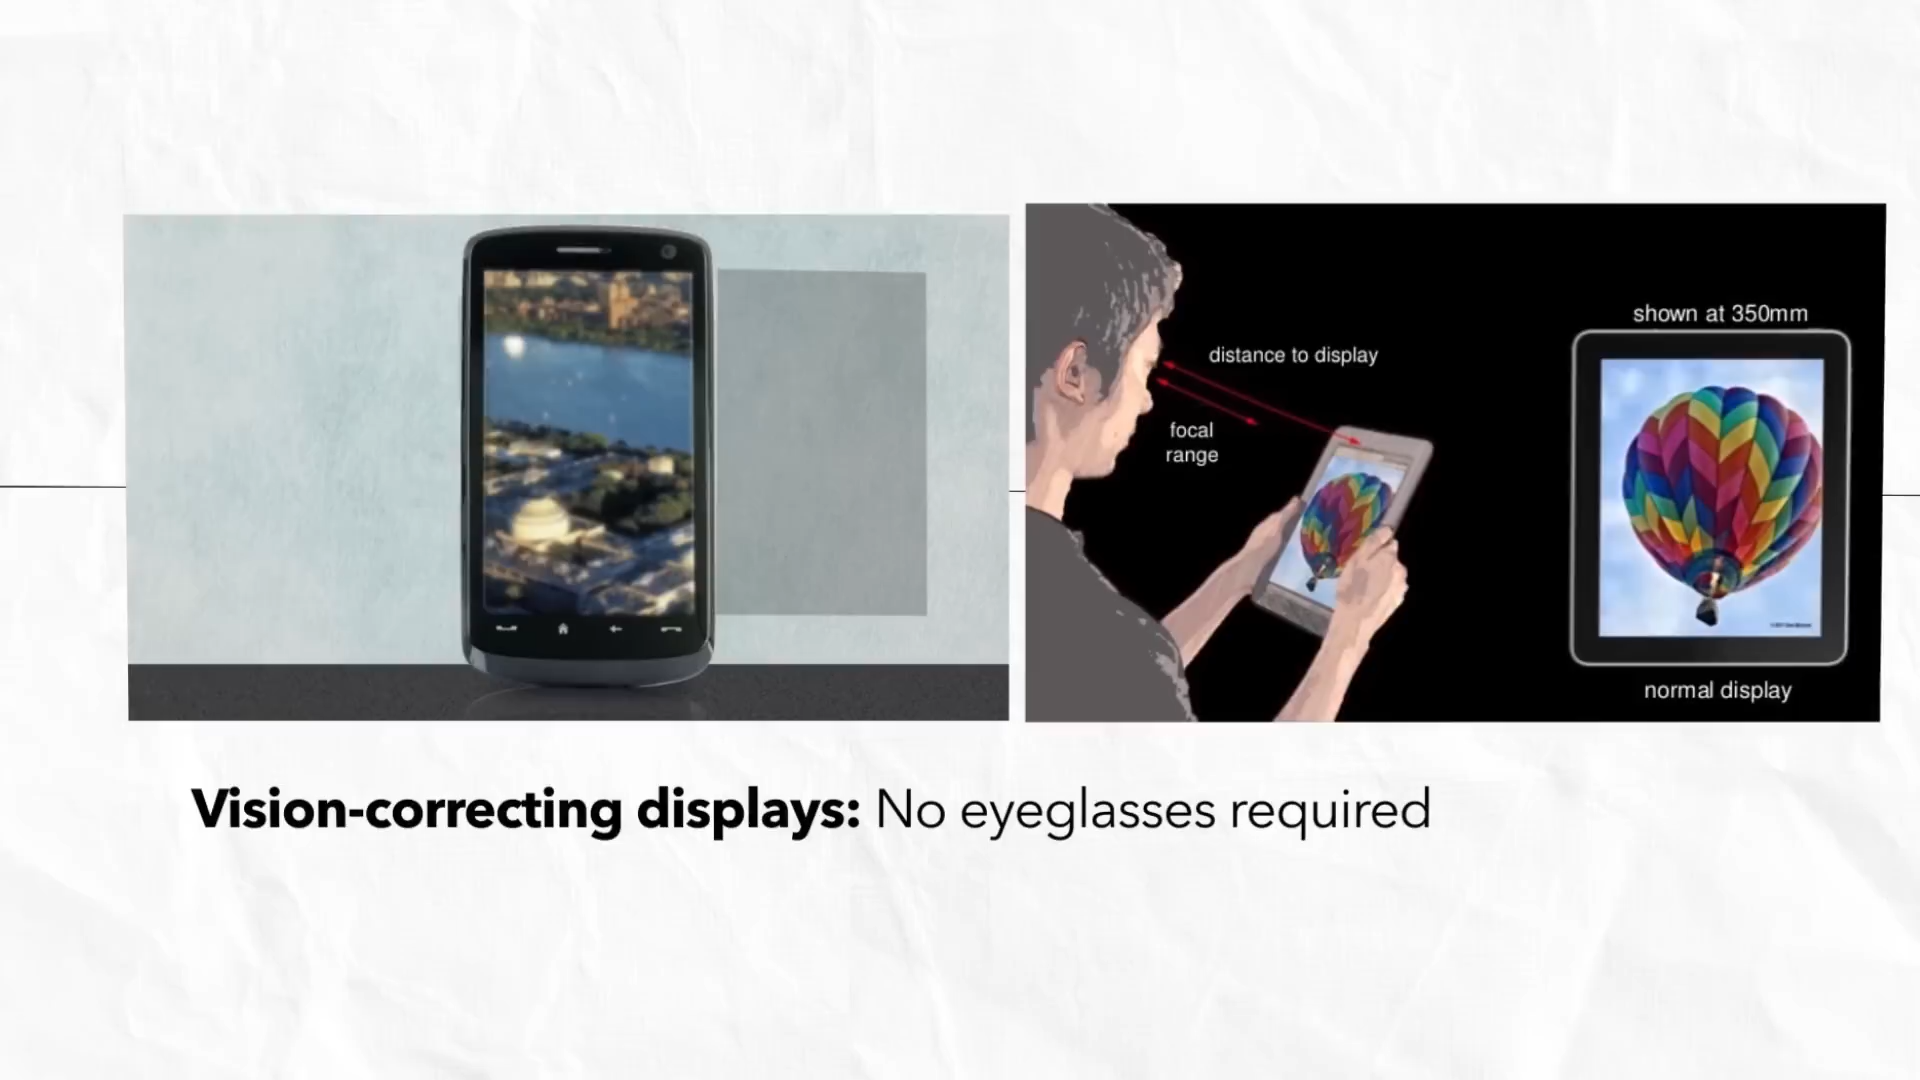 shown at 350mm
distance to display
focal
range
normal display
Vision-correcting displays: No eyeglasses required